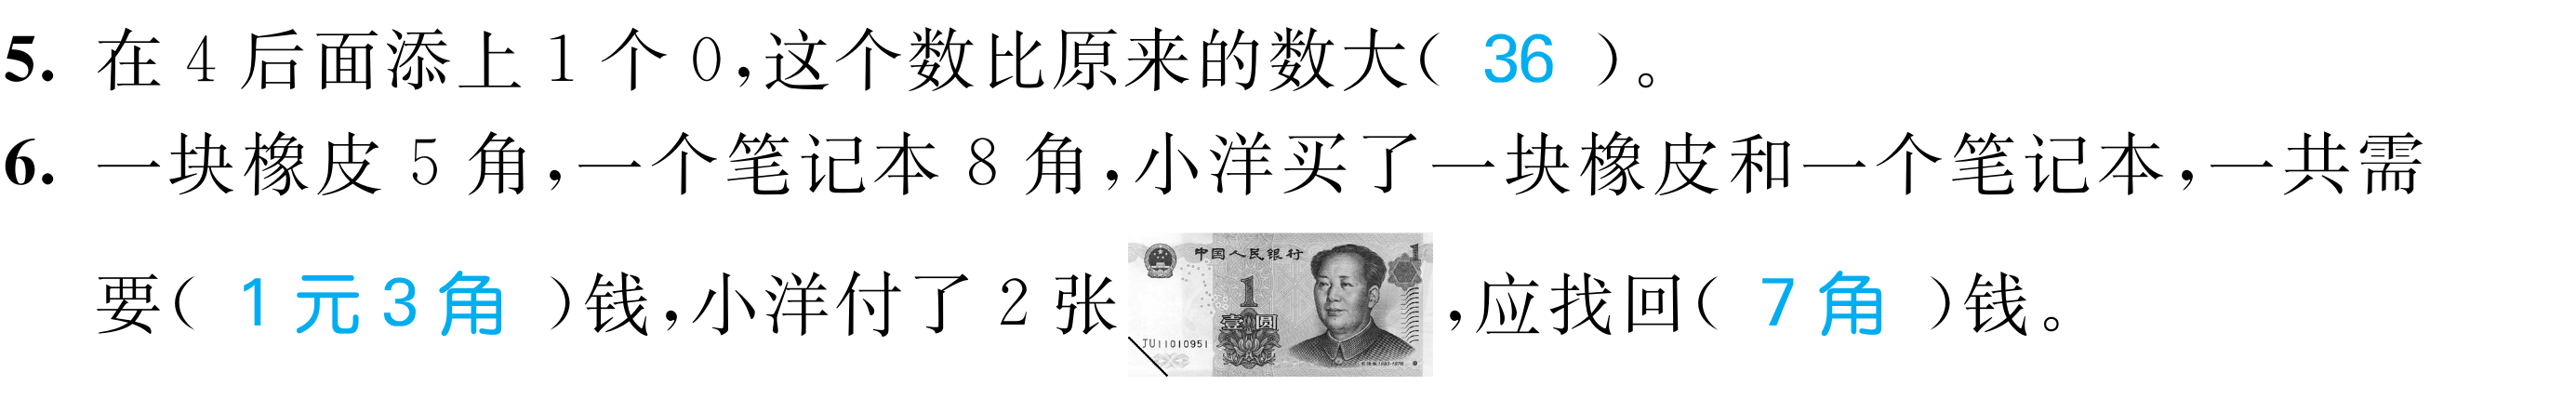 5. 在 4 后面添上 1 个 0,这个数比原来的数大( 36 )。
6. 一块橡皮 5 角,一个笔记本 8 角,小洋买了一块橡皮和一个笔记本,一共需
要( 1 元 3 角 )钱,小洋付了 2 张 中国人民银行 1 壹圆 JU11010951 1 ,应找回( 7 角 )钱。